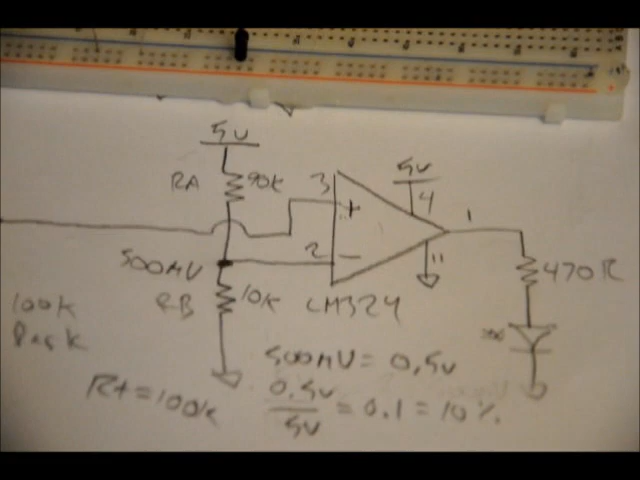 5V
RA 90K
3
+
5V
4
1
500MV
2
-
11
470R
RB 10K
LM324
100k
500MV = 0,5V
Rt = 100k
0.5V/5V = 0.1 = 10%